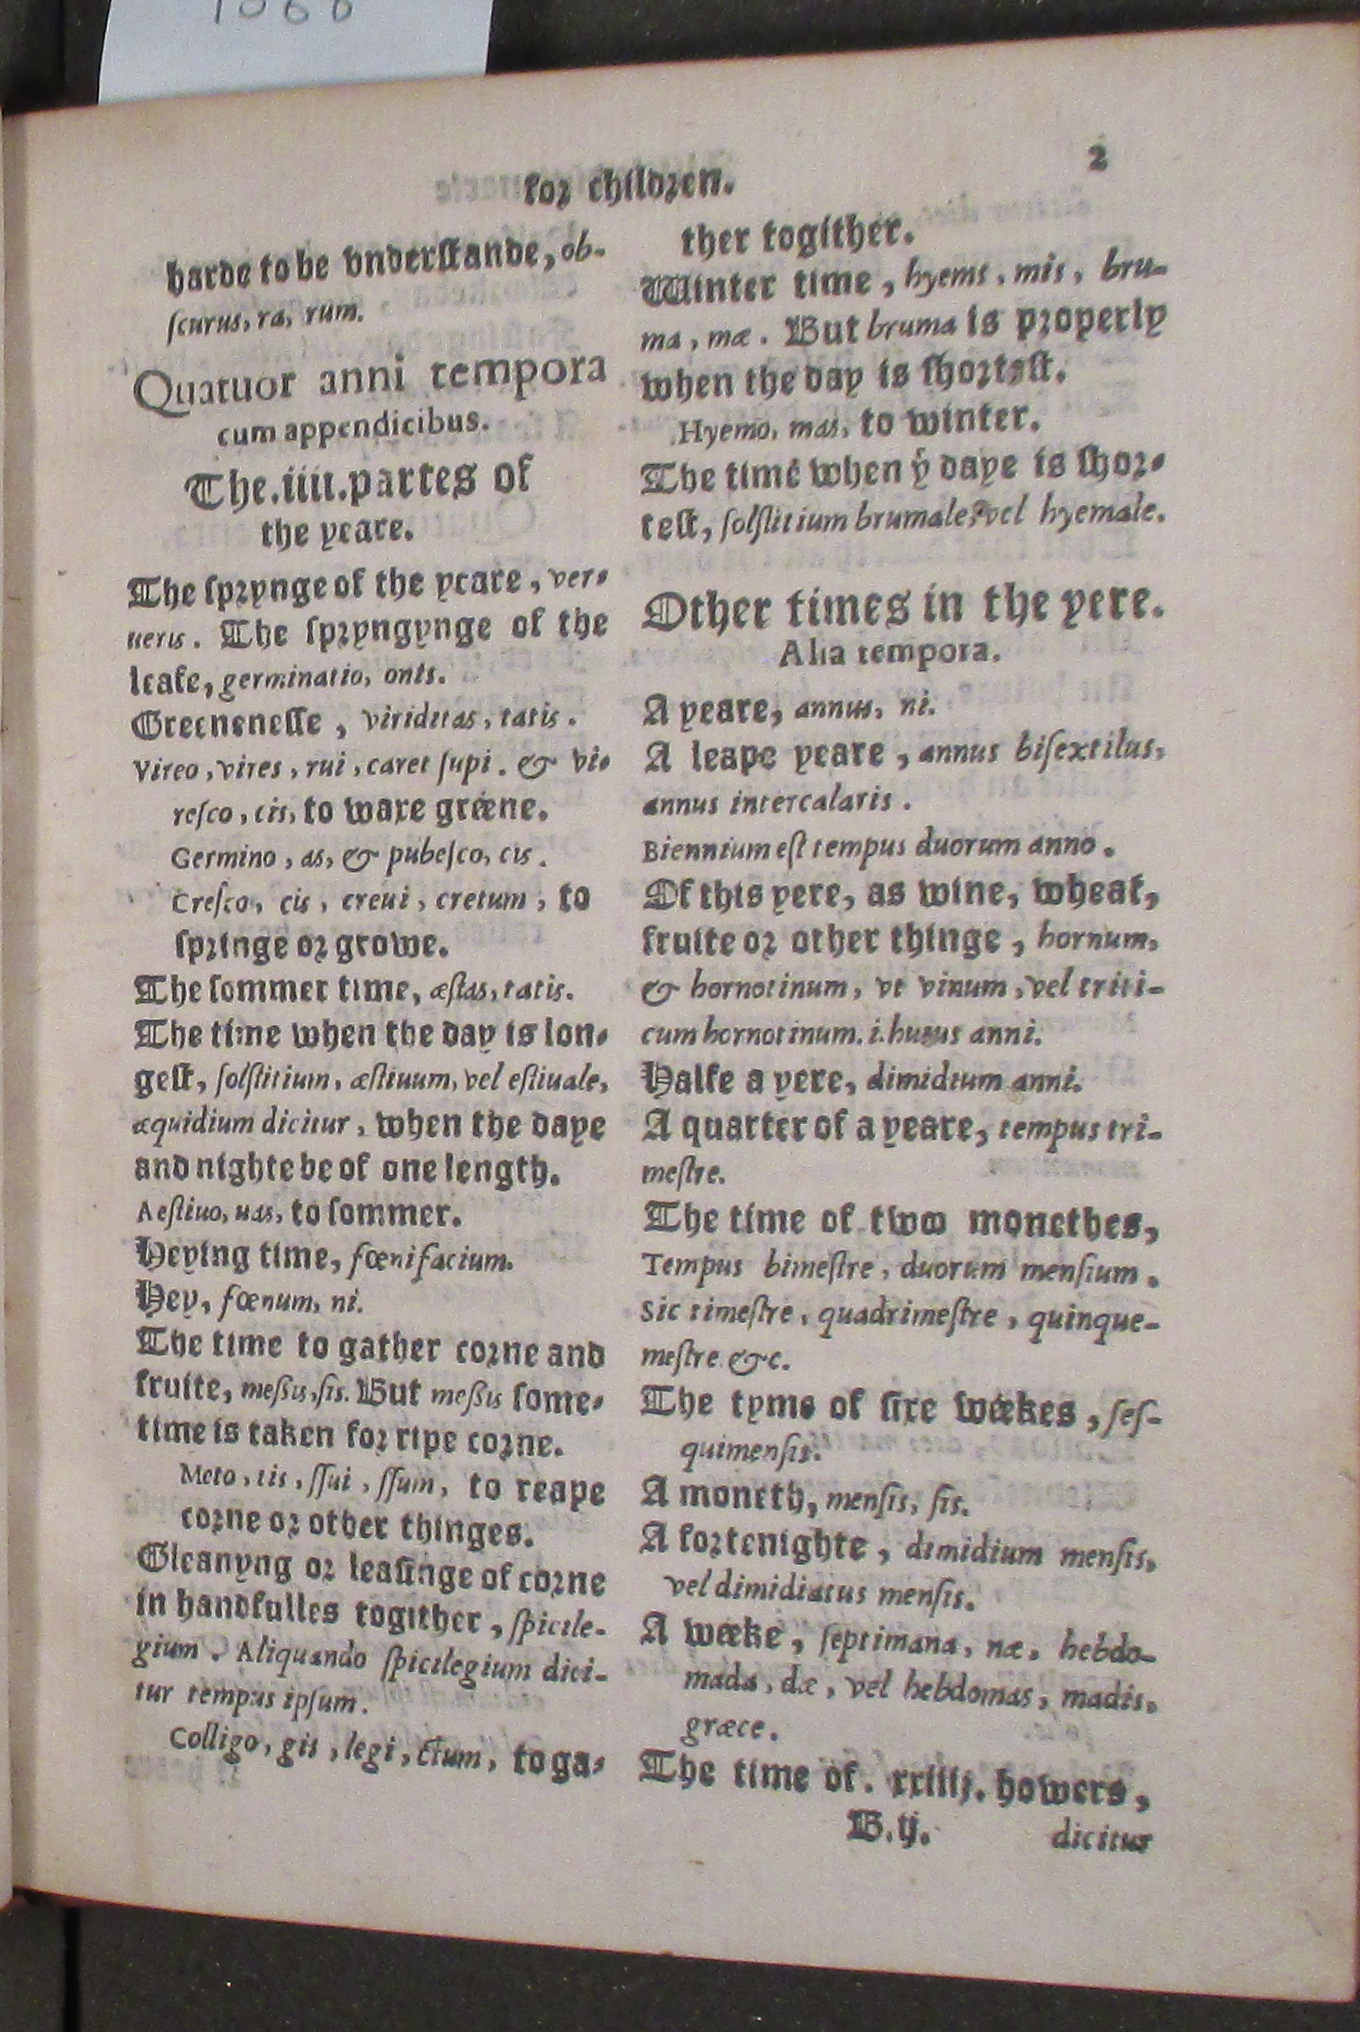 1568
for children.
2
harde to be vnderstande, ob-
scurus, ra, rum.
Quatuor anni tempora
cum appendicibus.
The.iiii.partes of
the yeare.
The sprynge of the yeare, ver-
neris. The spryngynge of the
leafe, germinatio, onis.
Greenenesse, viriditas, tatis.
Vireo, vires, rui, caret supi. & vi-
resco, cis, to waxe greene.
Germino, as, & pubesco, cis.
Cresco, cis, creui, cretum, to
springe or growe.
The sommer time, æstas, tatis.
The time when the day is lon-
gest, solstitium, æstiuum, vel estiuale,
æquidium dicitur, when the daye
and nighte be of one length.
Aestiuo, uas, to sommer.
Heying time, fœnifacium.
Hey, fœnum, ni.
The time to gather corne and
fruite, meßis, sis. But meßis some-
time is taken for ripe corne.
Meto, tis, ssui, ssum, to reape
corne or other thinges.
Gleanyng or leasinge of corne
in handfulles togither, spicile-
gium. Aliquando spicilegium dici-
tur tempus ipsum.
Colligo, gis, legi, ctum, to ga-
ther togither.
Winter time, hyems, mis, bru-
ma, mæ. But bruma is properly
when the day is shortest.
Hyemo, mas, to winter.
The time when yͤ daye is shor-
test, solstitium brumale, vel hyemale.
Other times in the yere.
Alia tempora.
A yeare, annus, ni.
A leape yeare, annus bisextilus,
annus intercalaris.
Biennium est tempus duorum anno.
Of this yere, as wine, wheat,
fruite or other thinge, hornum,
& hornotinum, vt vinum, vel triti-
cum hornotinum. i. huius anni.
Halfe a yere, dimidium anni.
A quarter of a yeare, tempus tri-
mestre.
The time of twoo monethes,
Tempus bimestre, duorum mensium.
Sic timestre, quadrimestre, quinque-
mestre &c.
The tyme of sixe weekes, ses-
quimensis.
A moneth, mensis, sis.
A fortenighte, dimidium mensis,
vel dimidiatus mensis.
A weeke, septimana, næ, hebdo-
mada, dæ, vel hebdomas, madis,
græce.
The time of. xxiiij. howers,
B.ij.
dicitur